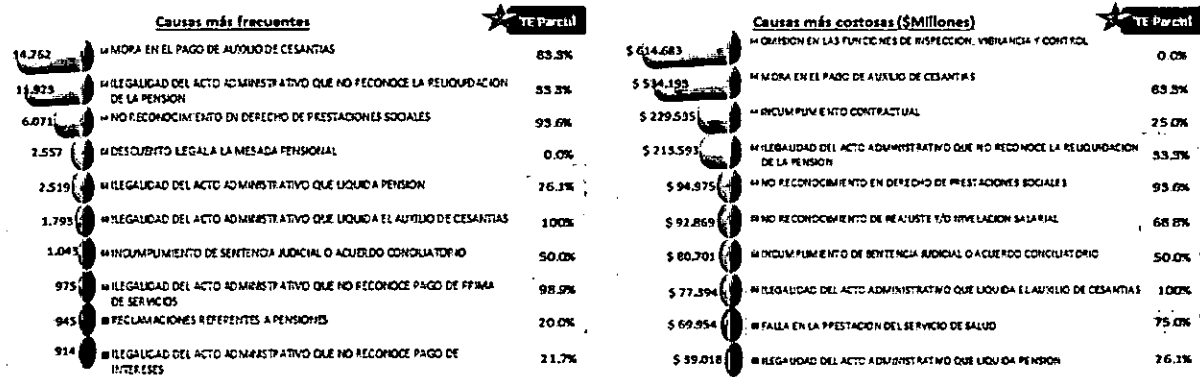 Causas más frecuentes
TE Parcial
14.762 MORA EN EL PAGO DE AUXILIO DE CESANTIAS 83.3%
11.923 ILEGALIDAD DEL ACTO ADMINISTRATIVO QUE NO RECONOCE LA RELIQUIDACION 33.3%
DE LA PENSION
6.071 NO RECONOCIMIENTO EN DERECHO DE PRESTACIONES SOCIALES 93.6%
2.557 DESCUENTO ILEGAL A LA MESADA PENSIONAL 0.0%
2.519 ILEGALIDAD DEL ACTO ADMINISTRATIVO QUE LIQUIDA PENSION 26.1%
1.793 ILEGALIDAD DEL ACTO ADMINISTRATIVO QUE LIQUIDA EL AUXILIO DE CESANTIAS 100%
1.043 INCUMPLIMIENTO DE SENTENCIA JUDICIAL O ACUERDO CONCILIATORIO 50.0%
975 ILEGALIDAD DEL ACTO ADMINISTRATIVO QUE NO RECONOCE PAGO DE PRIMA 98.9%
DE SERVICIOS
945 RECLAMACIONES REFERENTES A PENSIONES 20.0%
914 ILEGALIDAD DEL ACTO ADMINISTRATIVO QUE NO RECONOCE PAGO DE 21.7%
INTERESES
Causas más costosas ($Millones)
TE Parcial
$ 614.683 OMISION EN LAS FUNCIONES DE INSPECCION, VIGILANCIA Y CONTROL 0.0%
$ 534.199 MORA EN EL PAGO DE AUXILIO DE CESANTIAS 83.3%
$ 229.535 INCUMPLIMIENTO CONTRACTUAL 25.0%
$ 213.593 ILEGALIDAD DEL ACTO ADMINISTRATIVO QUE NO RECONOCE LA RELIQUIDACION 33.3%
DE LA PENSION
$ 94.975 NO RECONOCIMIENTO EN DERECHO DE PRESTACIONES SOCIALES 93.6%
$ 92.869 NO RECONOCIMIENTO DE REAJUSTE Y/O NIVELACION SALARIAL 68.8%
$ 80.701 INCUMPLIMIENTO DE SENTENCIA JUDICIAL O ACUERDO CONCILIATORIO 50.0%
$ 77.394 ILEGALIDAD DEL ACTO ADMINISTRATIVO QUE LIQUIDA EL AUXILIO DE CESANTIAS 100%
$ 69.954 FALLA EN LA PRESTACION DEL SERVICIO DE SALUD 75.0%
$ 39.018 ILEGALIDAD DEL ACTO ADMINISTRATIVO QUE LIQUIDA PENSION 26.1%